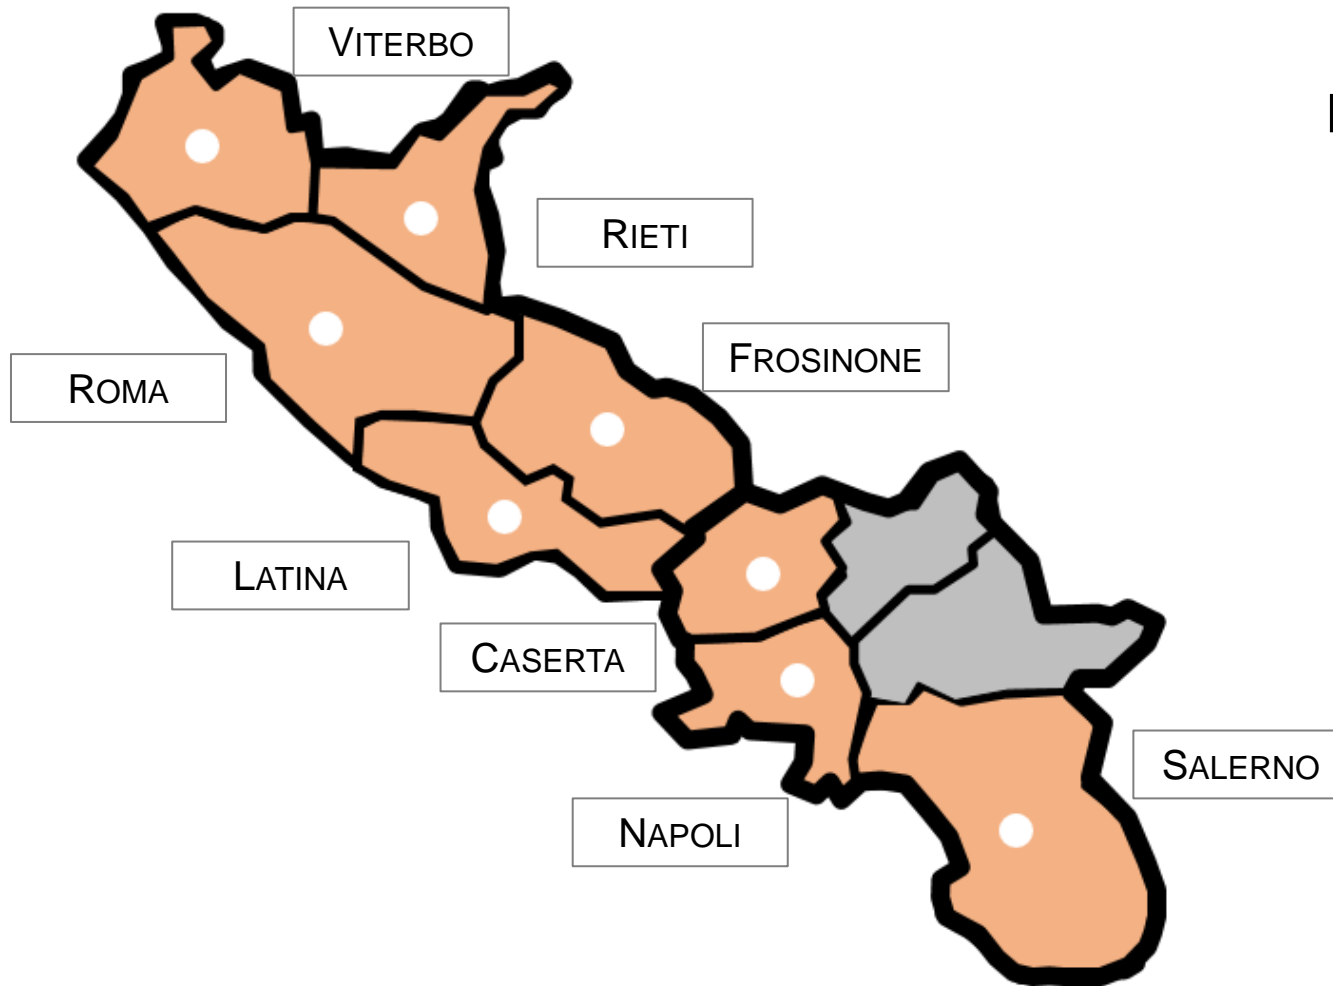 VITERBO
RIETI
FROSINONE
ROMA
LATINA
CASERTA
SALERNO
NAPOLI